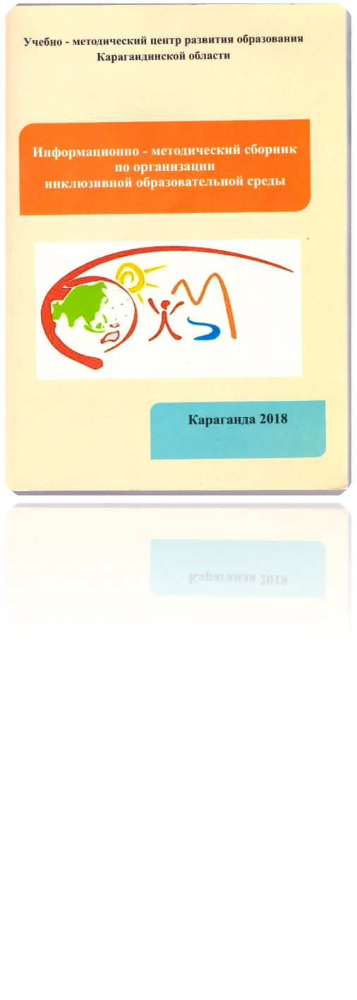 Учебно - методический центр развития образования
Карагандинской области
Информационно - методический сборник
по организации
инклюзивной образовательной среды
Караганда 2018